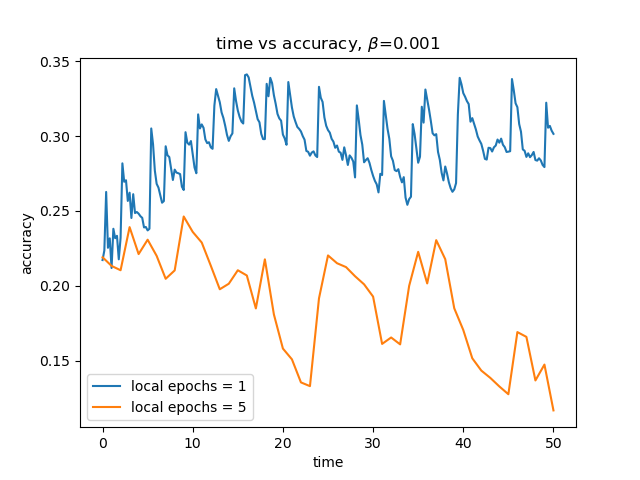 time vs accuracy, β=0.001
accuracy
0.35
0.30
0.25
0.20
0.15
local epochs = 1
local epochs = 5
0 10 20 30 40 50
time